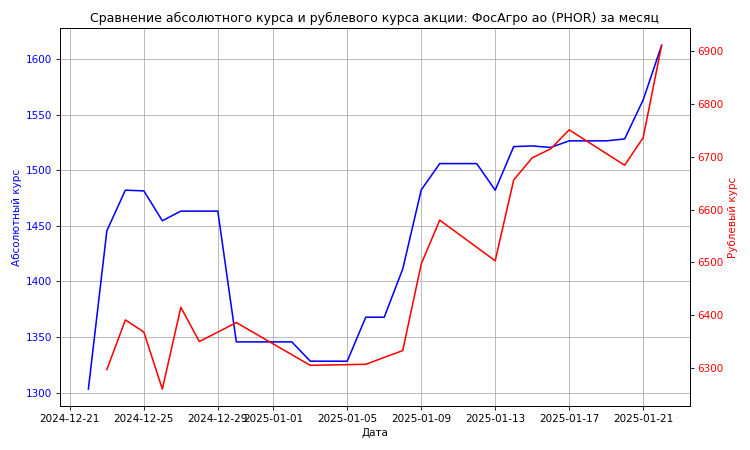 Сравнение абсолютного курса и рублевого курса акции: ФосАгро ао (PHOR) за месяц
Абсолютный курс
1600
1550
1500
1450
1400
1350
1300
6900
6800
6700
6600
6500
6400
6300
Рублевый курс
2024-12-21 2024-12-25 2024-12-29 2025-01-01 2025-01-05 2025-01-09 2025-01-13 2025-01-17 2025-01-21
Дата